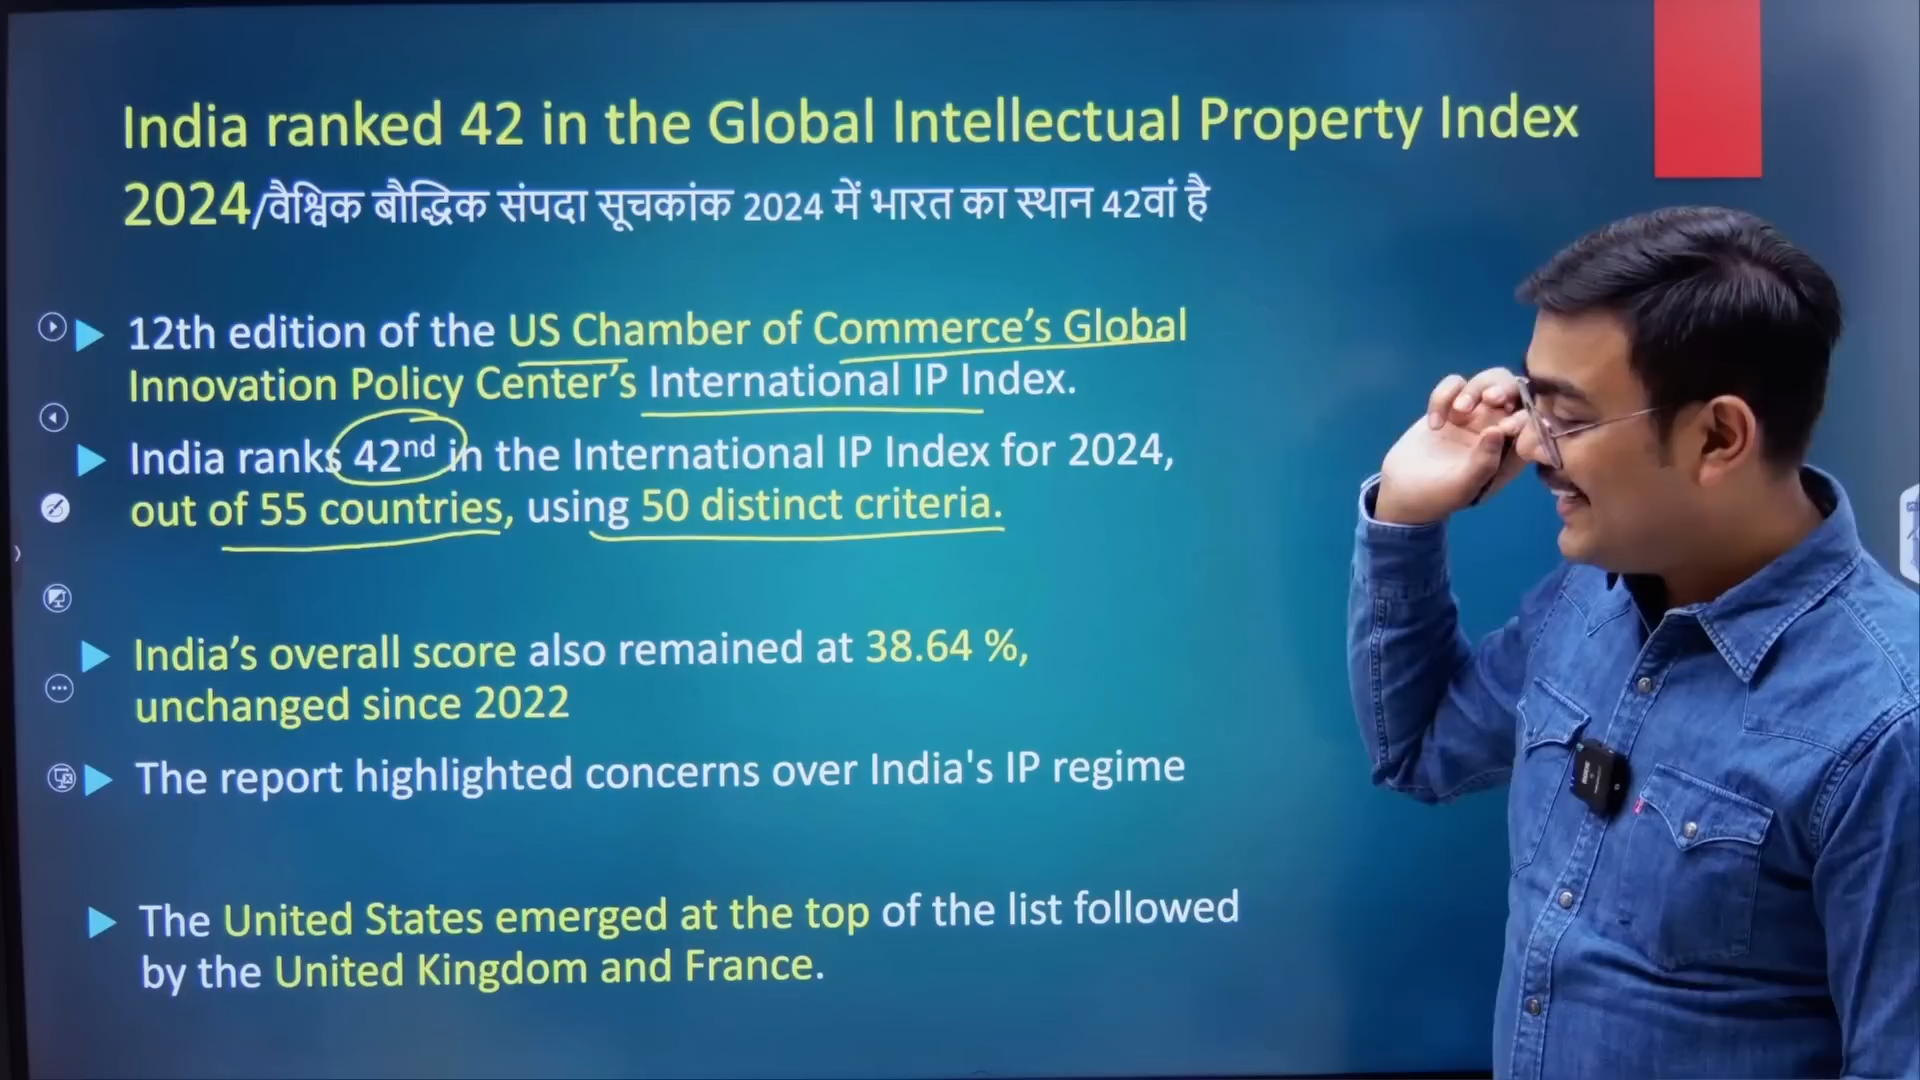 India ranked 42 in the Global Intellectual Property Index
2024/वैश्विक बौद्धिक संपदा सूचकांक 2024 में भारत का स्थान 42वां है
12th edition of the US Chamber of Commerce’s Global
Innovation Policy Center’s International IP Index.
India ranks 42nd in the International IP Index for 2024,
out of 55 countries, using 50 distinct criteria.
India’s overall score also remained at 38.64 %,
unchanged since 2022
The report highlighted concerns over India's IP regime
The United States emerged at the top of the list followed
by the United Kingdom and France.